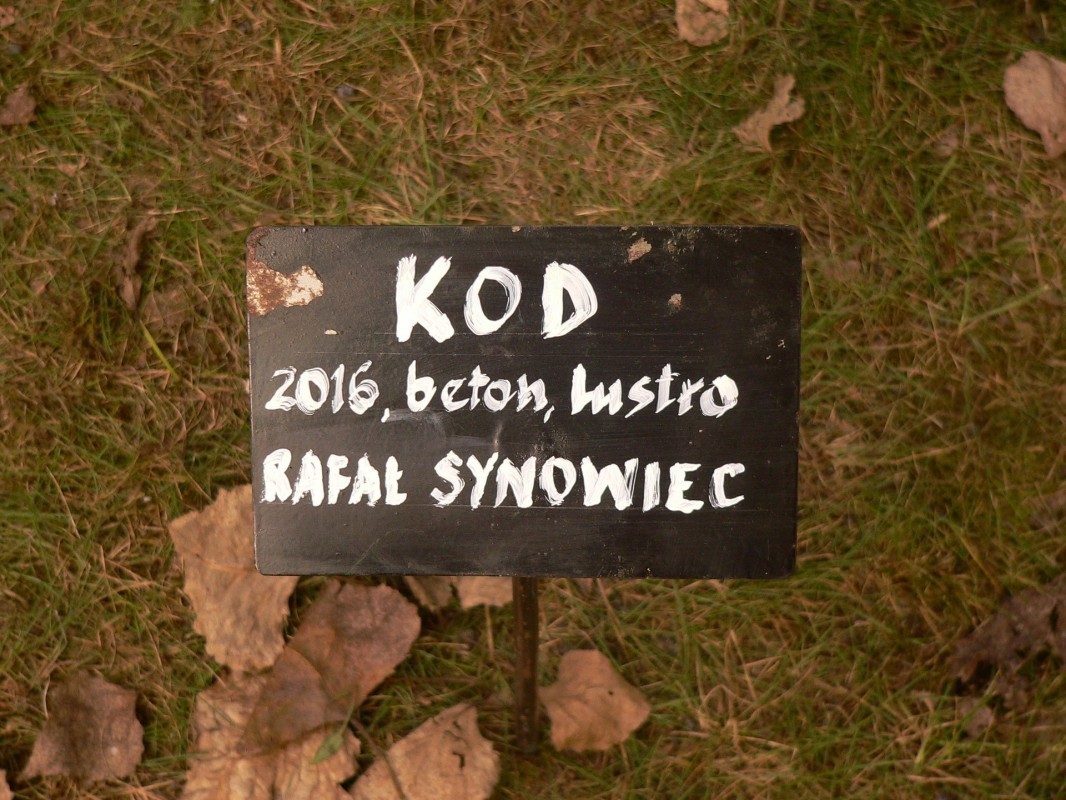 KOD
2016, beton, lustro
RAFAŁ SYNOWIEC